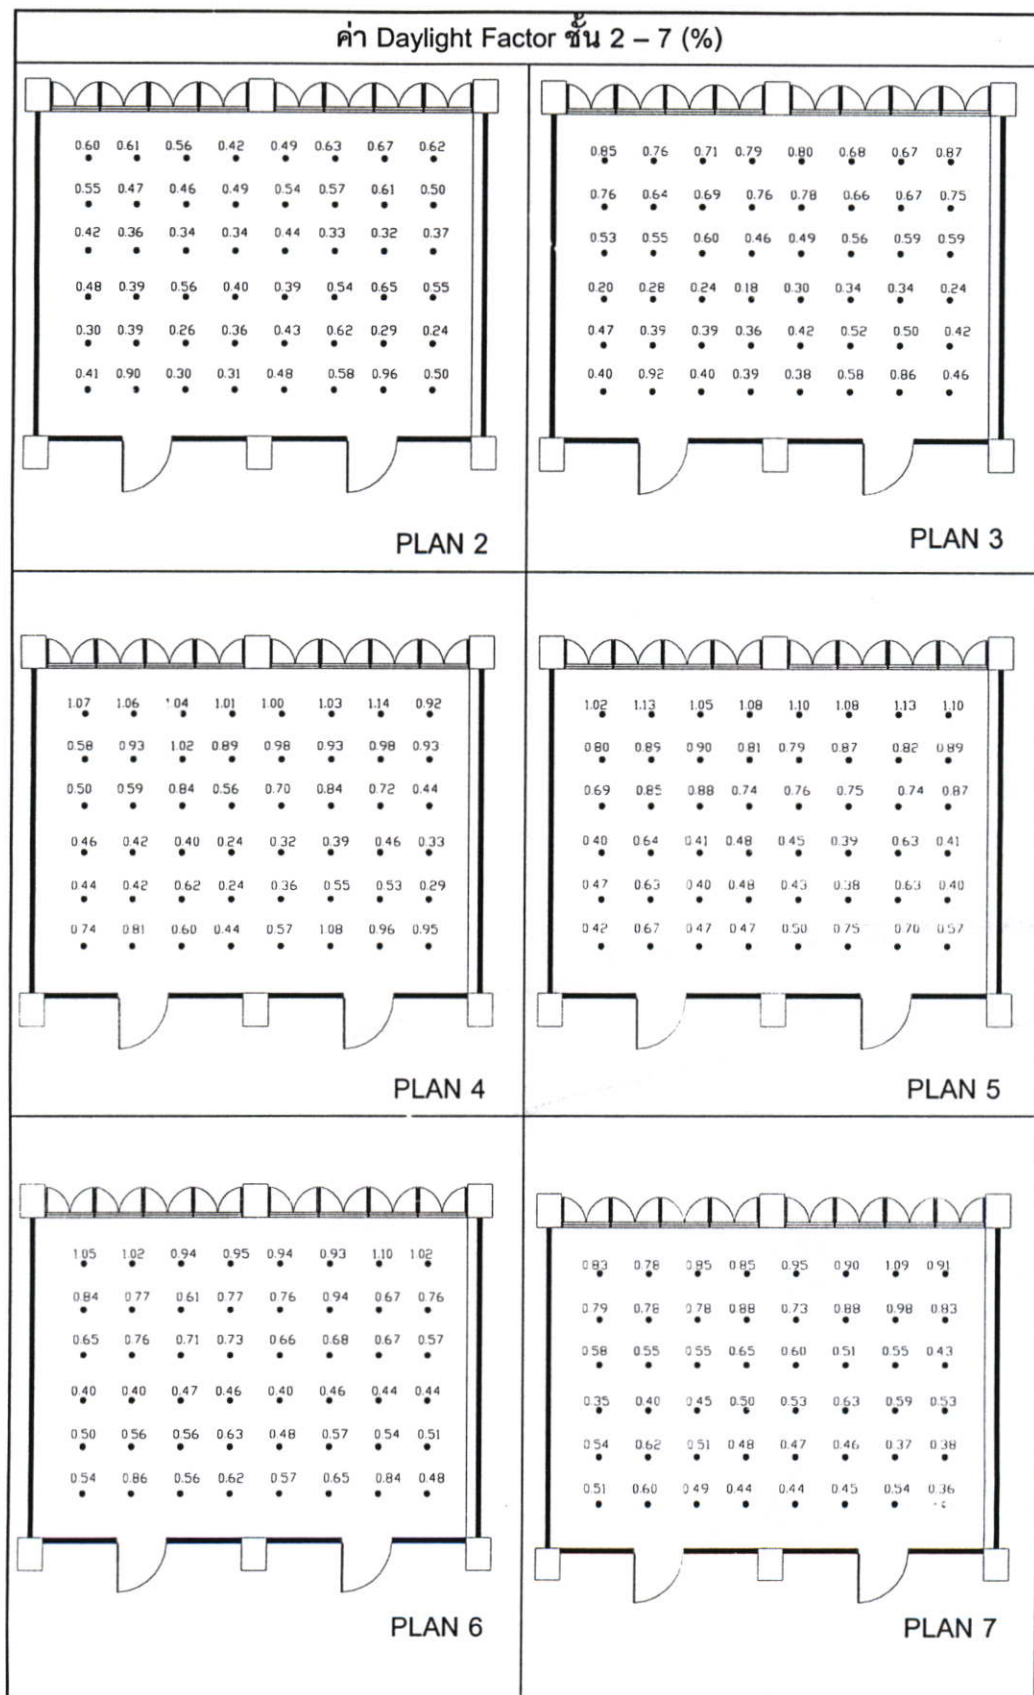 ค่า Daylight Factor ชั้น 2 – 7 (%)
0.60 0.61 0.56 0.42 0.49 0.63 0.67 0.62
0.55 0.47 0.46 0.49 0.54 0.57 0.61 0.50
0.42 0.36 0.34 0.34 0.44 0.33 0.32 0.37
0.48 0.39 0.56 0.40 0.39 0.54 0.65 0.55
0.30 0.39 0.26 0.36 0.43 0.62 0.29 0.24
0.41 0.90 0.30 0.31 0.48 0.58 0.96 0.50
PLAN 2
0.85 0.76 0.71 0.79 0.80 0.68 0.67 0.87
0.76 0.64 0.69 0.76 0.78 0.66 0.67 0.75
0.53 0.55 0.60 0.46 0.49 0.56 0.59 0.59
0.20 0.28 0.24 0.18 0.30 0.34 0.34 0.24
0.47 0.39 0.39 0.36 0.42 0.52 0.50 0.42
0.40 0.92 0.40 0.39 0.38 0.58 0.86 0.46
PLAN 3
1.07 1.06 1.04 1.01 1.00 1.03 1.14 0.92
0.58 0.93 1.02 0.89 0.98 0.93 0.98 0.93
0.50 0.59 0.84 0.56 0.70 0.84 0.72 0.44
0.46 0.42 0.40 0.24 0.32 0.39 0.46 0.33
0.44 0.42 0.62 0.24 0.36 0.55 0.53 0.29
0.74 0.81 0.60 0.44 0.57 1.08 0.96 0.95
PLAN 4
1.02 1.13 1.05 1.08 1.10 1.08 1.13 1.10
0.80 0.89 0.90 0.81 0.79 0.87 0.82 0.89
0.69 0.85 0.88 0.74 0.76 0.75 0.74 0.87
0.40 0.64 0.41 0.48 0.45 0.39 0.63 0.41
0.47 0.63 0.40 0.48 0.43 0.38 0.63 0.40
0.42 0.67 0.47 0.47 0.50 0.75 0.70 0.57
PLAN 5
1.05 1.02 0.94 0.95 0.94 0.93 1.10 1.02
0.84 0.77 0.61 0.77 0.76 0.94 0.67 0.76
0.65 0.76 0.71 0.73 0.66 0.68 0.67 0.57
0.40 0.40 0.47 0.46 0.40 0.46 0.44 0.44
0.50 0.56 0.56 0.63 0.48 0.57 0.54 0.51
0.54 0.86 0.56 0.62 0.57 0.65 0.84 0.48
PLAN 6
0.83 0.78 0.85 0.85 0.95 0.90 1.09 0.91
0.79 0.78 0.78 0.88 0.73 0.88 0.98 0.83
0.58 0.55 0.55 0.65 0.60 0.51 0.55 0.43
0.35 0.40 0.45 0.50 0.53 0.63 0.59 0.53
0.54 0.62 0.51 0.48 0.47 0.46 0.37 0.38
0.51 0.60 0.49 0.44 0.44 0.45 0.54 0.36
PLAN 7